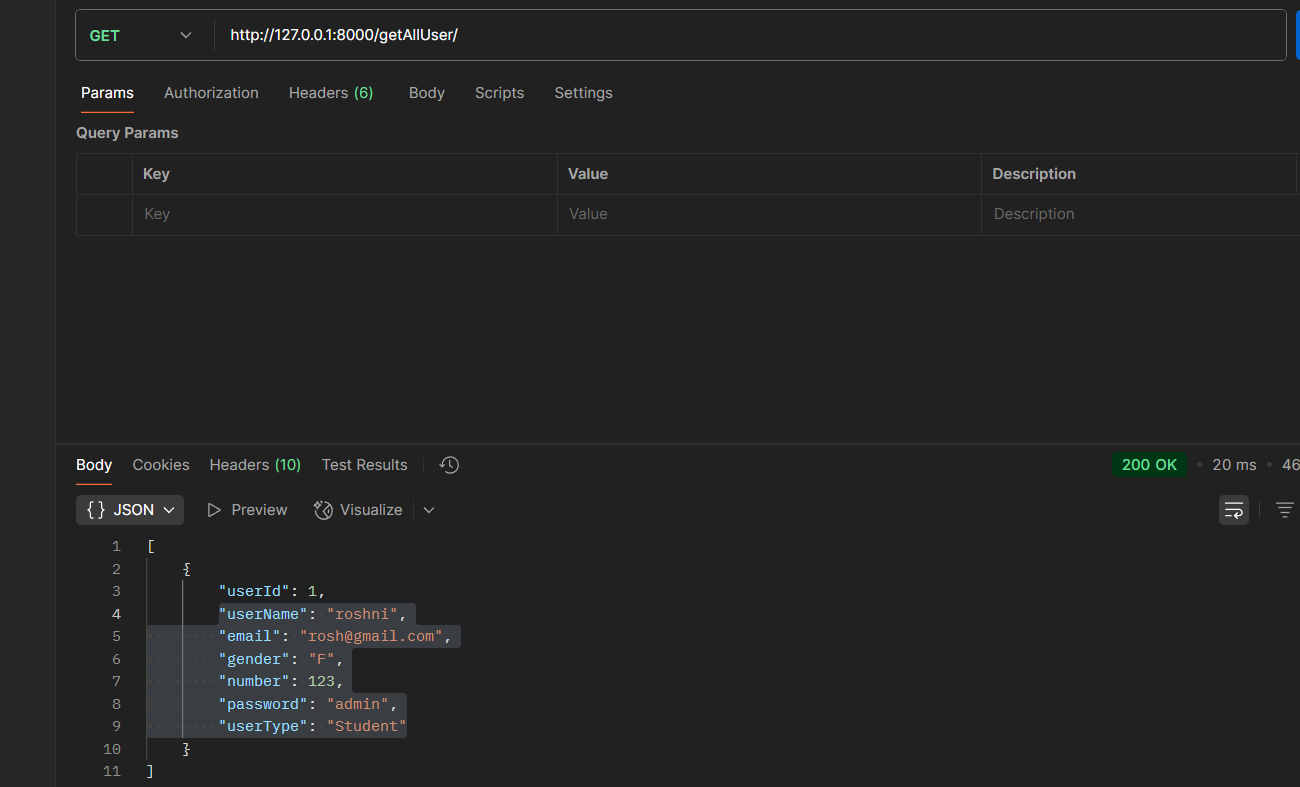 GET http://127.0.0.1:8000/getAllUser/
Params Authorization Headers (6) Body Scripts Settings
Query Params
Key Value Description
Key Value Description
Body Cookies Headers (10) Test Results 200 OK • 20 ms • 46
{} JSON Preview Visualize
1 [
2 {
3 "userId": 1,
4 "userName": "roshni",
5 "email": "rosh@gmail.com",
6 "gender": "F",
7 "number": 123,
8 "password": "admin",
9 "userType": "Student"
10 }
11 ]